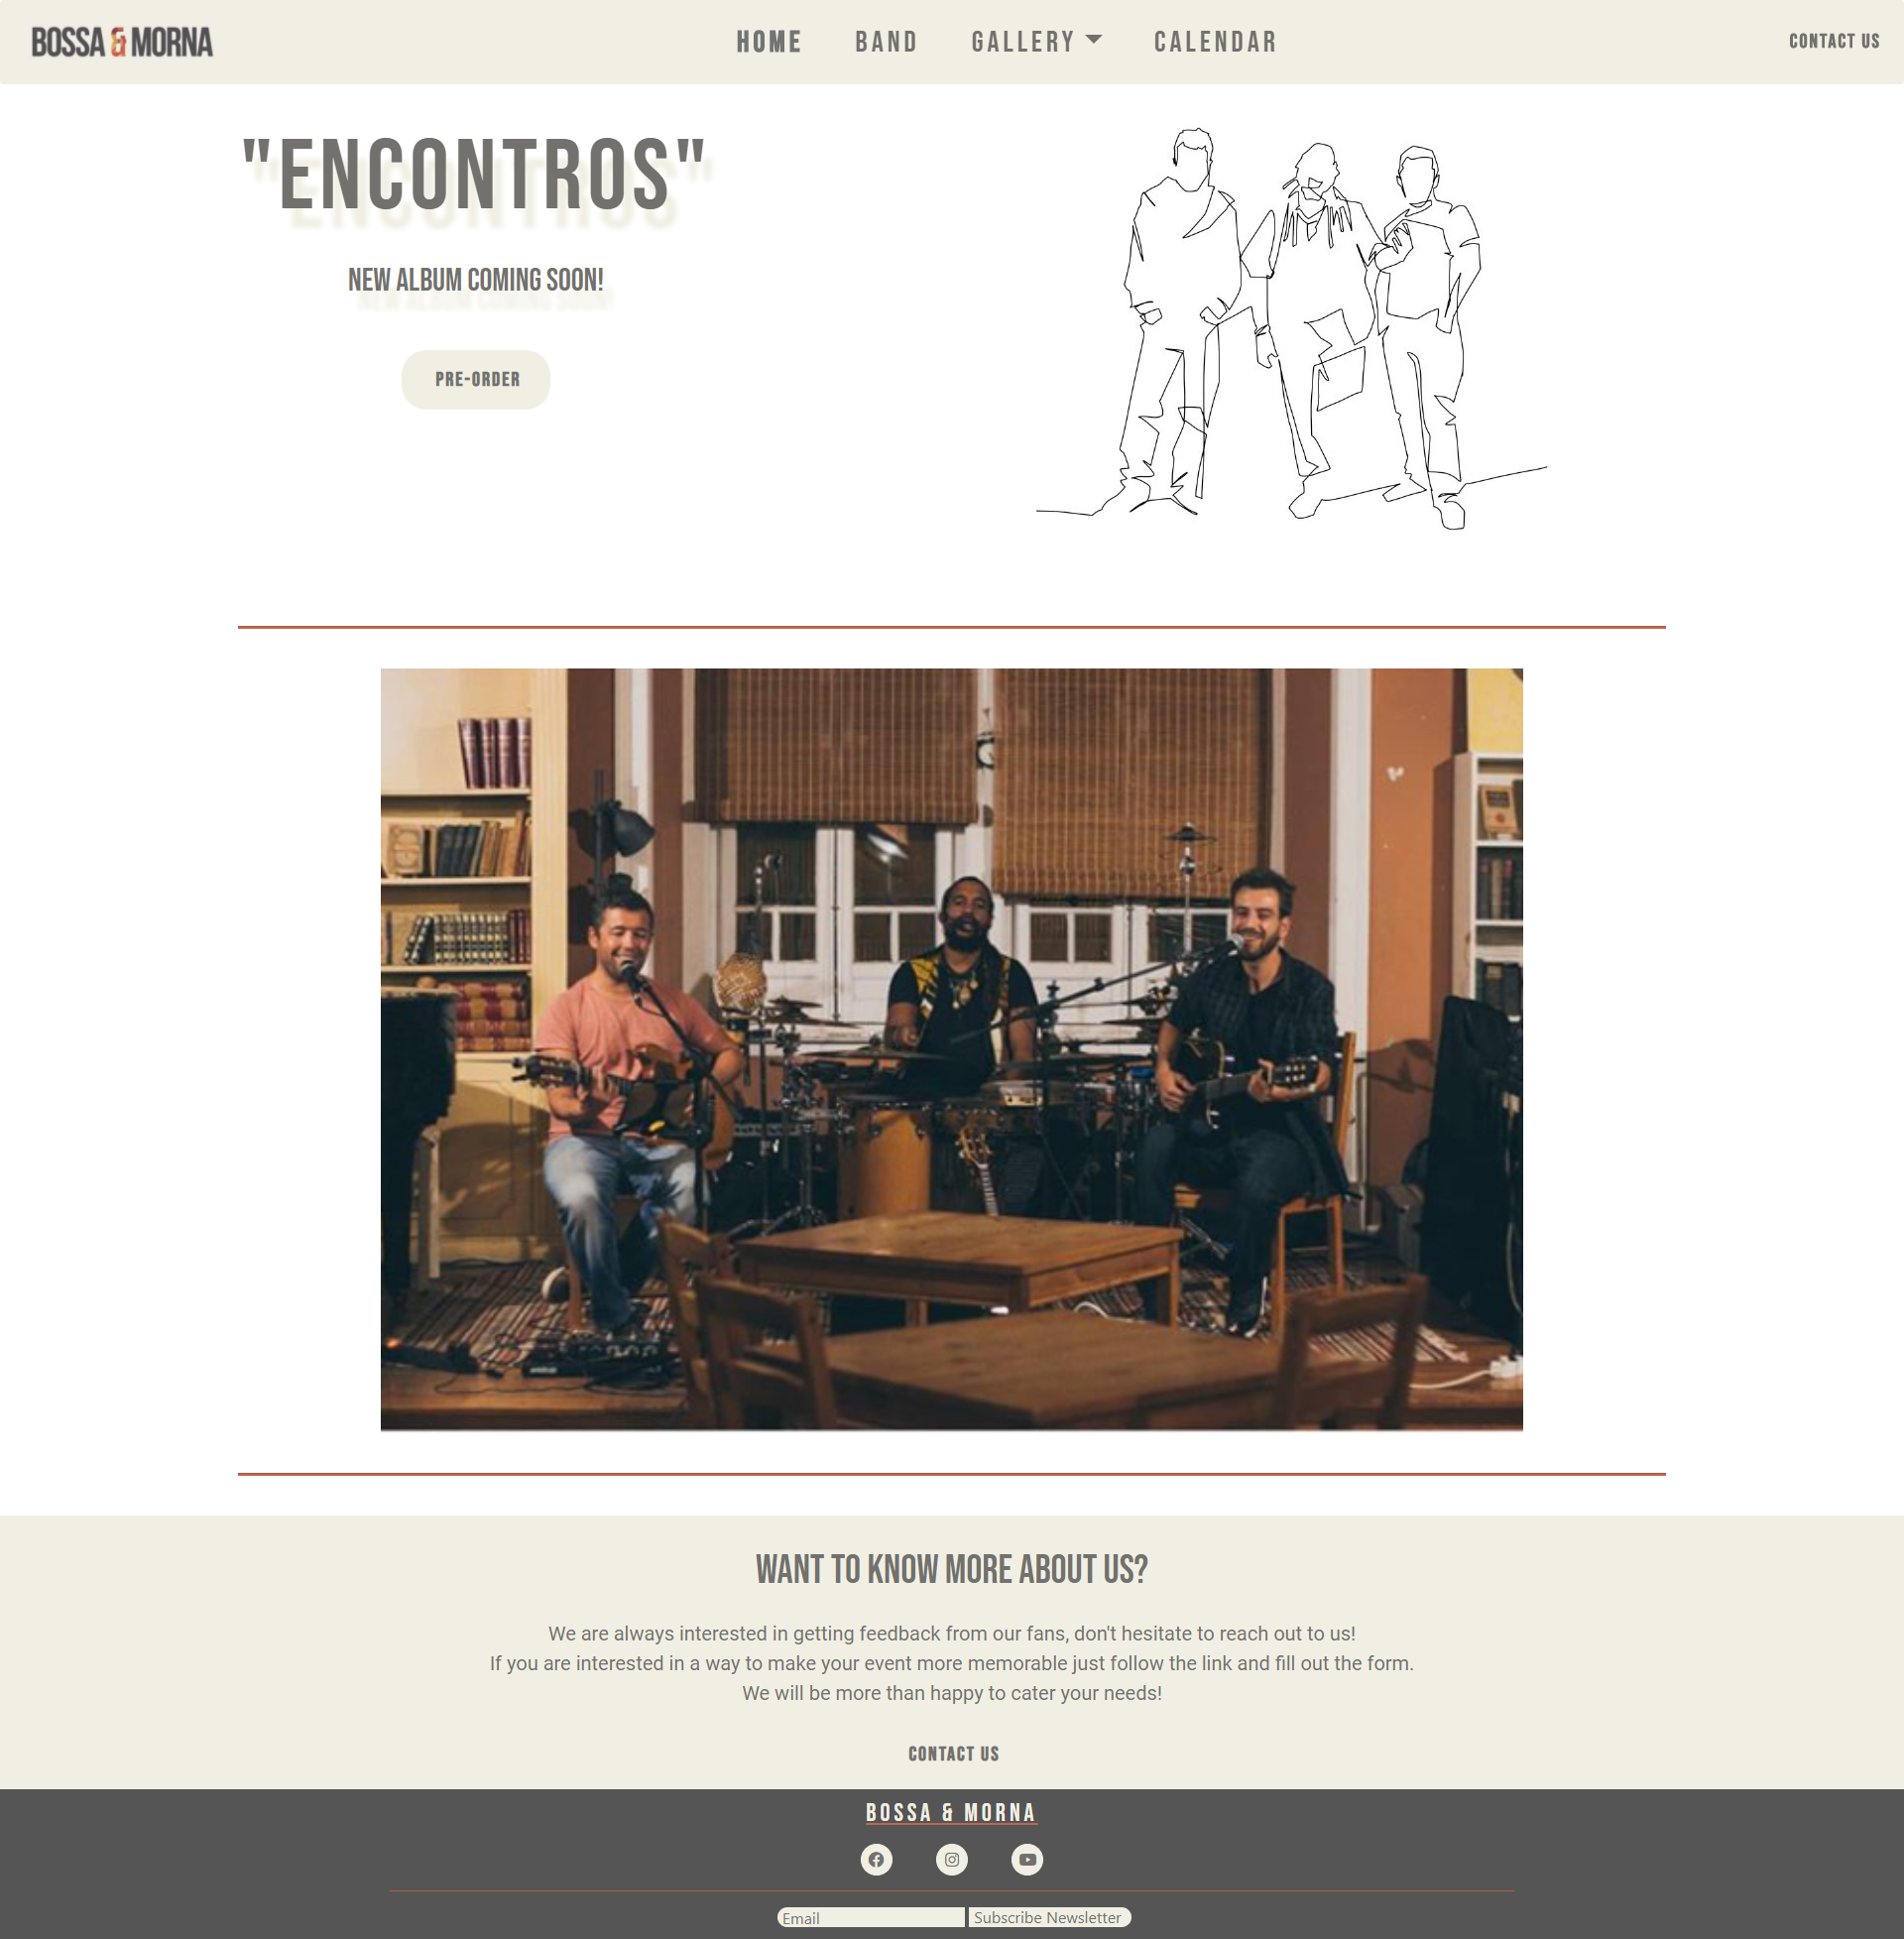 BOSSA & MORNA
HOME BAND GALLERY CALENDAR
CONTACT US
"ENCONTROS"
NEW ALBUM COMING SOON!
PRE-ORDER
WANT TO KNOW MORE ABOUT US?
We are always interested in getting feedback from our fans, don't hesitate to reach out to us!
If you are interested in a way to make your event more memorable just follow the link and fill out the form.
We will be more than happy to cater your needs!
CONTACT US
BOSSA & MORNA
Email Subscribe Newsletter